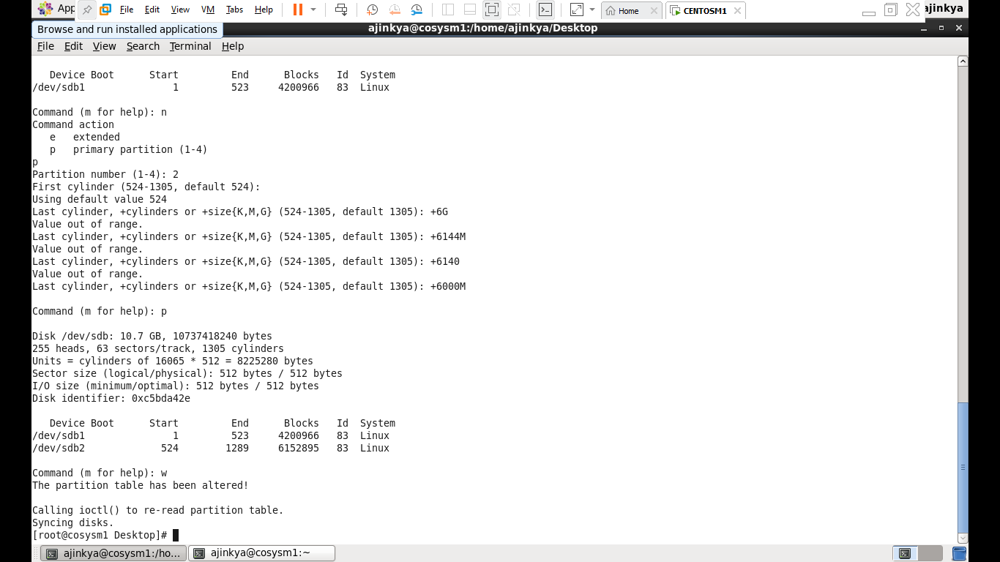 App File Edit View VM Tabs Help Home CENTOSM1 ajinkya
Browse and run installed applications
ajinkya@cosysm1:/home/ajinkya/Desktop
File Edit View Search Terminal Help
   Device Boot      Start         End      Blocks   Id  System
/dev/sdb1               1         523     4200966   83  Linux
Command (m for help): n
Command action
   e   extended
   p   primary partition (1-4)
p
Partition number (1-4): 2
First cylinder (524-1305, default 524):
Using default value 524
Last cylinder, +cylinders or +size{K,M,G} (524-1305, default 1305): +6G
Value out of range.
Last cylinder, +cylinders or +size{K,M,G} (524-1305, default 1305): +6144M
Value out of range.
Last cylinder, +cylinders or +size{K,M,G} (524-1305, default 1305): +6140
Value out of range.
Last cylinder, +cylinders or +size{K,M,G} (524-1305, default 1305): +6000M
Command (m for help): p
Disk /dev/sdb: 10.7 GB, 10737418240 bytes
255 heads, 63 sectors/track, 1305 cylinders
Units = cylinders of 16065 * 512 = 8225280 bytes
Sector size (logical/physical): 512 bytes / 512 bytes
I/O size (minimum/optimal): 512 bytes / 512 bytes
Disk identifier: 0xc5bda42e
   Device Boot      Start         End      Blocks   Id  System
/dev/sdb1               1         523     4200966   83  Linux
/dev/sdb2             524        1289     6152895   83  Linux
Command (m for help): w
The partition table has been altered!
Calling ioctl() to re-read partition table.
Syncing disks.
[root@cosysm1 Desktop]#
ajinkya@cosysm1:/ho... ajinkya@cosysm1:~